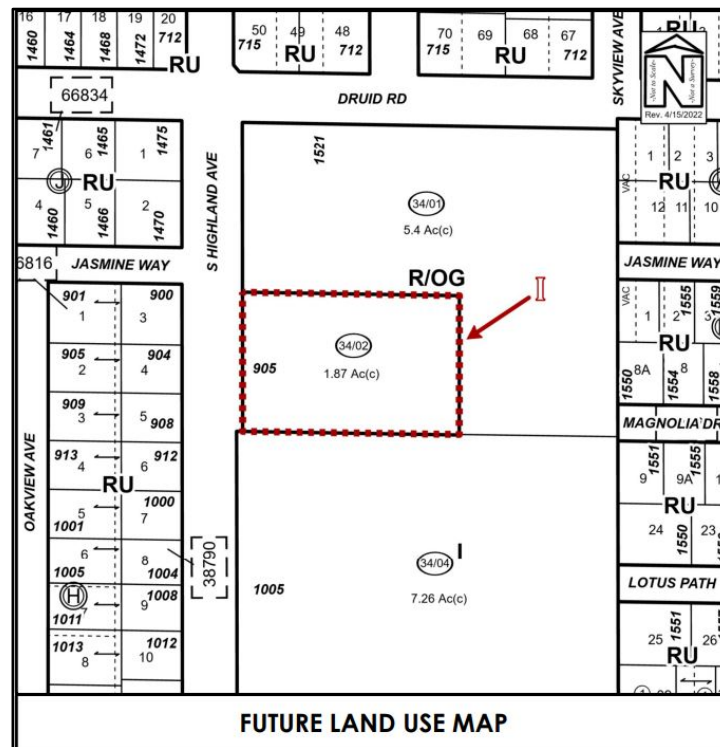 16
17
18
19
20
1460
1464
1468
1472
712
RU
50
49
48
715
712
RU
70
69
68
67
715
712
RU
SKYVIEW AVE
RU
N
-Not to Scale-
-Not a Survey-
Rev. 4/15/2022
66834
DRUID RD
1461
1465
1475
7
6
1
J
RU
4
5
2
1460
1466
1470
S HIGHLAND AVE
1521
34/01
5.4 Ac(c)
VAC
1
2
3
RU
12
11
10
6816
JASMINE WAY
JASMINE WAY
R/OG
I
901
900
1
3
905
904
2
4
909
3
5
908
913
912
4
6
RU
1000
5
7
1001
6
8
1005
1004
H
7
9
1008
1011
1013
1012
8
10
OAKVIEW AVE
38790
34/02
905
1.87 Ac(c)
VAC
1555
1559
1
2
3
RU
8A
8
1550
1554
1558
MAGNOLIA DR
1551
1555
9
9A
RU
24
23
1550
LOTUS PATH
34/04
I
1005
7.26 Ac(c)
25
1551
26
RU
FUTURE LAND USE MAP